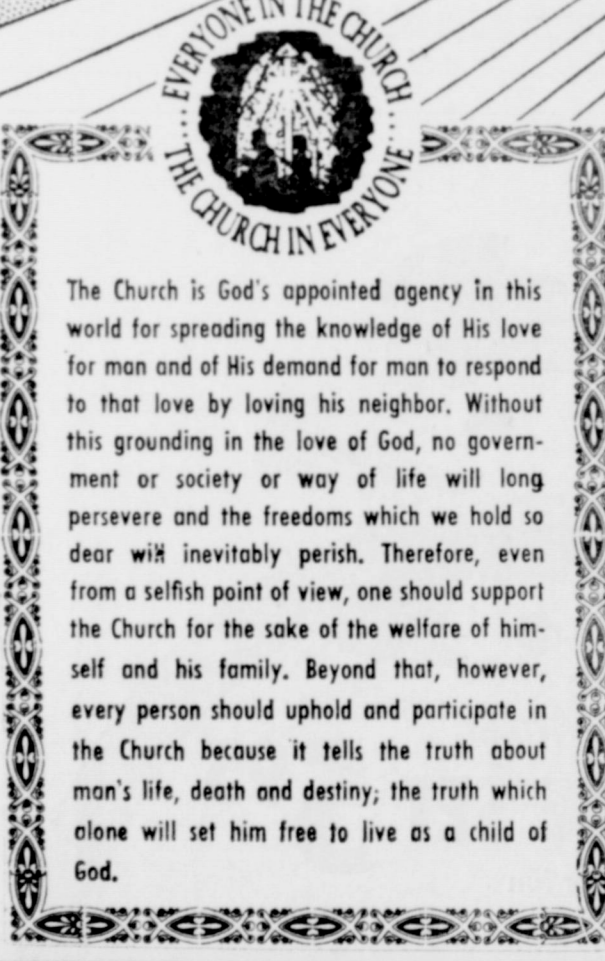 EVERYONE IN THE CHURCH
THE CHURCH IN EVERYONE
The Church is God's appointed agency in this
world for spreading the knowledge of His love
for man and of His demand for man to respond
to that love by loving his neighbor. Without
this grounding in the love of God, no govern-
ment or society or way of life will long
persevere and the freedoms which we hold so
dear will inevitably perish. Therefore, even
from a selfish point of view, one should support
the Church for the sake of the welfare of him-
self and his family. Beyond that, however,
every person should uphold and participate in
the Church because it tells the truth about
man's life, death and destiny; the truth which
alone will set him free to live as a child of
God.